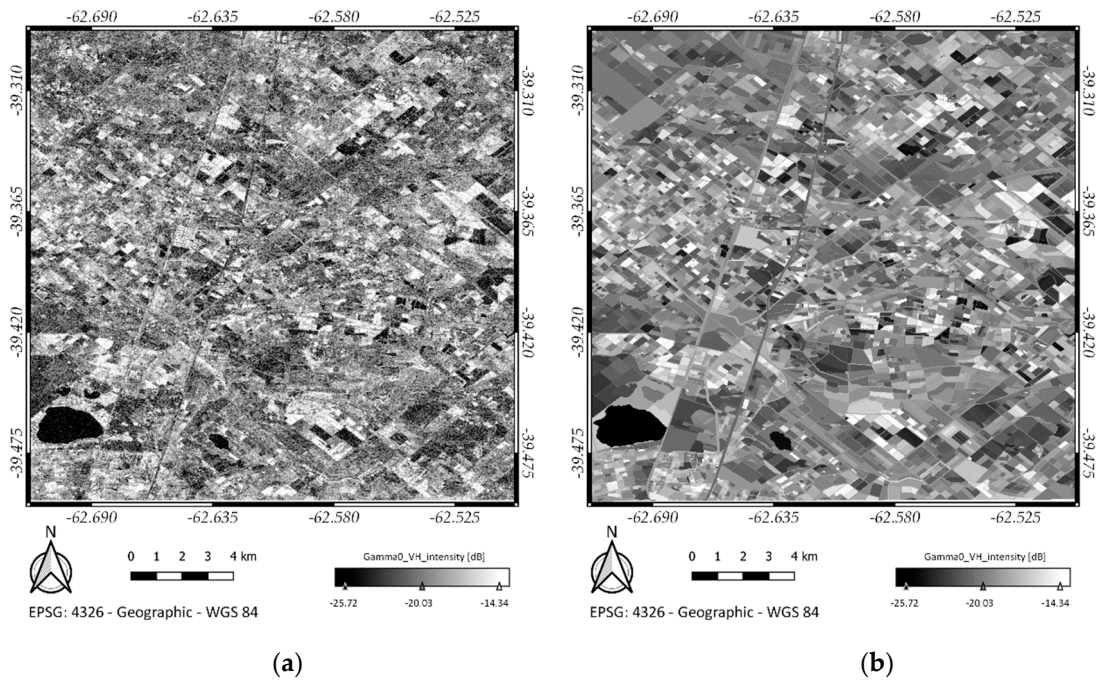 -62.690 -62.635 -62.580 -62.525
-39.310 -39.310
-39.365 -39.365
-39.420 -39.420
-39.475 -39.475
-62.690 -62.635 -62.580 -62.525
N
0 1 2 3 4 km
Gamma0_VH_intensity [dB]
-25.72 -20.03 -14.34
EPSG: 4326 - Geographic - WGS 84
(a)
-62.690 -62.635 -62.580 -62.525
-39.310 -39.310
-39.365 -39.365
-39.420 -39.420
-39.475 -39.475
-62.690 -62.635 -62.580 -62.525
N
0 1 2 3 4 km
Gamma0_VH_intensity [dB]
-25.72 -20.03 -14.34
EPSG: 4326 - Geographic - WGS 84
(b)